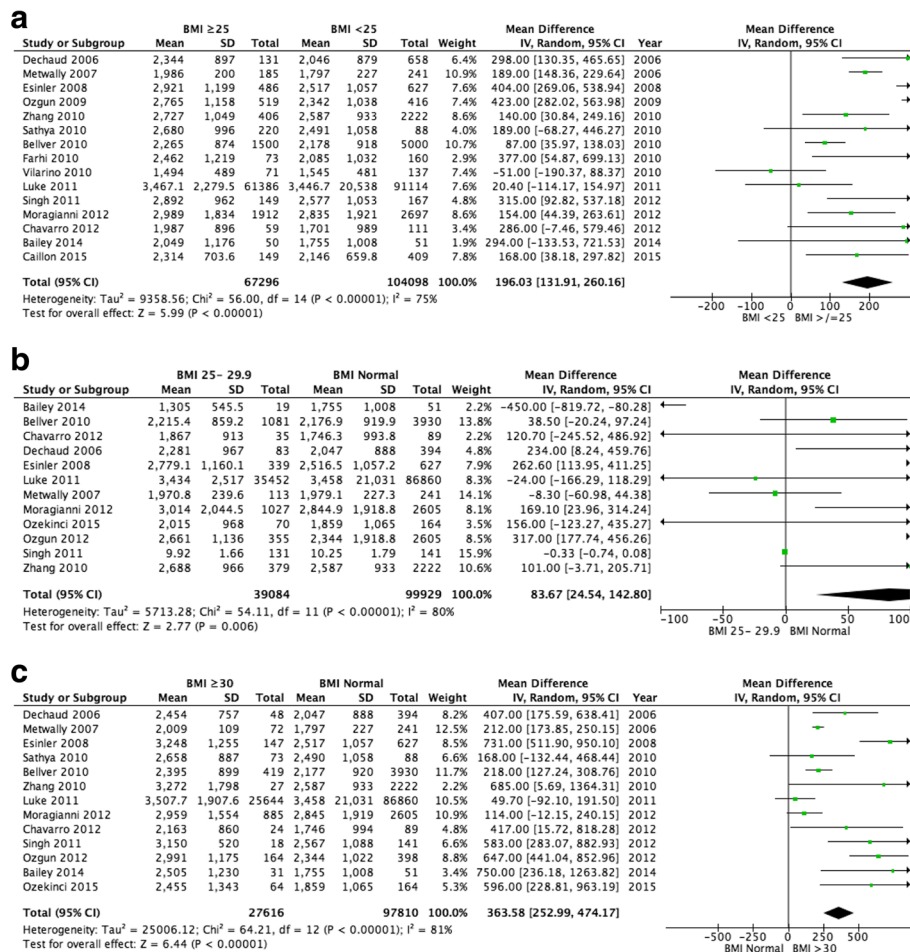 a
BMI ≥25 BMI <25 Mean Difference Mean Difference
Study or Subgroup Mean SD Total Mean SD Total Weight IV, Random, 95% CI Year IV, Random, 95% CI
Dechaud 2006 2,344 897 131 2,046 879 658 6.4% 298.00 [130.35, 465.65] 2006
Metwally 2007 1,986 200 185 1,797 227 241 10.9% 189.00 [148.36, 229.64] 2007
Esinler 2008 2,921 1,199 486 2,517 1,057 627 7.6% 404.00 [269.06, 538.94] 2008
Ozgun 2009 2,765 1,158 519 2,342 1,038 416 7.4% 423.00 [282.02, 563.98] 2009
Zhang 2010 2,727 1,049 406 2,587 933 2222 8.7% 140.00 [30.84, 249.16] 2010
Sathya 2010 2,680 996 220 2,491 1,058 88 4.1% 189.00 [-68.27, 446.27] 2010
Bellver 2010 2,265 874 1500 2,178 918 5000 10.6% 87.00 [35.97, 138.03] 2010
Farhi 2010 2,462 1,219 73 2,085 1,032 160 2.9% 377.00 [54.87, 699.13] 2010
Vilarino 2010 1,494 489 71 1,545 481 137 7.4% -51.00 [-190.37, 88.37] 2010
Luke 2011 3,467.1 2,279.5 61386 3,446.7 20,538 91114 7.6% 20.40 [-114.17, 154.97] 2011
Singh 2011 2,892 962 149 2,577 1,053 167 4.9% 315.00 [92.82, 537.18] 2011
Moragianni 2012 2,989 1,834 1912 2,835 1,921 2697 8.6% 154.00 [44.39, 263.61] 2012
Chavarro 2012 1,987 896 59 1,701 989 111 3.4% 286.00 [-7.46, 579.46] 2012
Bailey 2014 2,049 1,176 50 1,755 1,008 51 1.9% 294.00 [-133.53, 721.53] 2014
Caillon 2015 2,314 703.6 149 2,146 659.8 409 7.8% 168.00 [38.18, 297.82] 2015
Total (95% CI) 67296 104098 100.0% 196.03 [131.91, 260.16]
Heterogeneity: Tau² = 9358.56; Chi² = 56.00, df = 14 (P < 0.00001); I² = 75%
Test for overall effect: Z = 5.99 (P < 0.00001)
-200 -100 0 100 200
BMI <25 BMI >/=25
b
BMI 25- 29.9 BMI Normal Mean Difference Mean Difference
Study or Subgroup Mean SD Total Mean SD Total Weight IV, Random, 95% CI IV, Random, 95% CI
Bailey 2014 1,305 545.5 19 1,755 1,008 51 2.2% -450.00 [-819.72, -80.28]
Bellver 2010 2,215.4 859.2 1081 2,176.9 919.9 3930 13.8% 38.50 [-20.24, 97.24]
Chavarro 2012 1,867 913 35 1,746.3 993.8 89 2.2% 120.70 [-245.52, 486.92]
Dechaud 2006 2,281 967 83 2,047 888 394 5.4% 234.00 [8.24, 459.76]
Esinler 2008 2,779.1 1,160.1 339 2,516.5 1,057.2 627 7.9% 262.60 [113.95, 411.25]
Luke 2011 3,434 2,517 35452 3,458 21,031 86860 8.3% -24.00 [-166.29, 118.29]
Metwally 2007 1,970.8 239.6 113 1,979.1 227.3 241 14.1% -8.30 [-60.98, 44.38]
Moragianni 2012 3,014 2,044.5 1027 2,844.9 1,918.8 2605 8.1% 169.10 [23.96, 314.24]
Ozekinci 2015 2,015 968 70 1,859 1,065 164 3.5% 156.00 [-123.27, 435.27]
Ozgun 2012 2,661 1,136 355 2,344 1,918.8 2605 8.5% 317.00 [177.74, 456.26]
Singh 2011 9.92 1.66 131 10.25 1.79 141 15.9% -0.33 [-0.74, 0.08]
Zhang 2010 2,688 966 379 2,587 933 2222 10.6% 101.00 [-3.71, 205.71]
Total (95% CI) 39084 99929 100.0% 83.67 [24.54, 142.80]
Heterogeneity: Tau² = 5713.28; Chi² = 54.11, df = 11 (P < 0.00001); I² = 80%
Test for overall effect: Z = 2.77 (P = 0.006)
-100 -50 0 50 100
BMI 25- 29.9 BMI Normal
c
BMI ≥30 BMI Normal Mean Difference Mean Difference
Study or Subgroup Mean SD Total Mean SD Total Weight IV, Random, 95% CI Year IV, Random, 95% CI
Dechaud 2006 2,454 757 48 2,047 888 394 8.2% 407.00 [175.59, 638.41] 2006
Metwally 2007 2,009 109 72 1,797 227 241 12.5% 212.00 [173.85, 250.15] 2006
Esinler 2008 3,248 1,255 147 2,517 1,057 627 8.5% 731.00 [511.90, 950.10] 2008
Sathya 2010 2,658 887 73 2,490 1,058 88 6.5% 168.00 [-132.44, 468.44] 2010
Bellver 2010 2,395 899 419 2,177 920 3930 11.7% 218.00 [127.24, 308.76] 2010
Zhang 2010 3,272 1,798 27 2,587 933 2222 2.2% 685.00 [5.69, 1364.31] 2010
Luke 2011 3,507.7 1,907.6 25644 3,458 21,031 86860 10.5% 49.70 [-92.10, 191.50] 2011
Moragianni 2012 2,959 1,554 885 2,845 1,919 2605 10.9% 114.00 [-12.15, 240.15] 2012
Chavarro 2012 2,163 860 24 1,746 994 89 4.7% 417.00 [15.72, 818.28] 2012
Singh 2011 3,150 520 18 2,567 1,088 141 6.5% 583.00 [283.07, 882.93] 2012
Ozgun 2012 2,991 1,175 164 2,344 1,022 398 8.8% 647.00 [441.04, 852.96] 2012
Bailey 2014 2,505 1,230 31 1,755 1,008 51 3.4% 750.00 [236.18, 1263.82] 2014
Ozekinci 2015 2,455 1,343 64 1,859 1,065 164 5.3% 596.00 [228.81, 963.19] 2015
Total (95% CI) 27616 97810 100.0% 363.58 [252.99, 474.17]
Heterogeneity: Tau² = 25006.12; Chi² = 64.21, df = 12 (P < 0.00001); I² = 81%
Test for overall effect: Z = 6.44 (P < 0.00001)
-500 -250 0 250 500
BMI Normal BMI >30